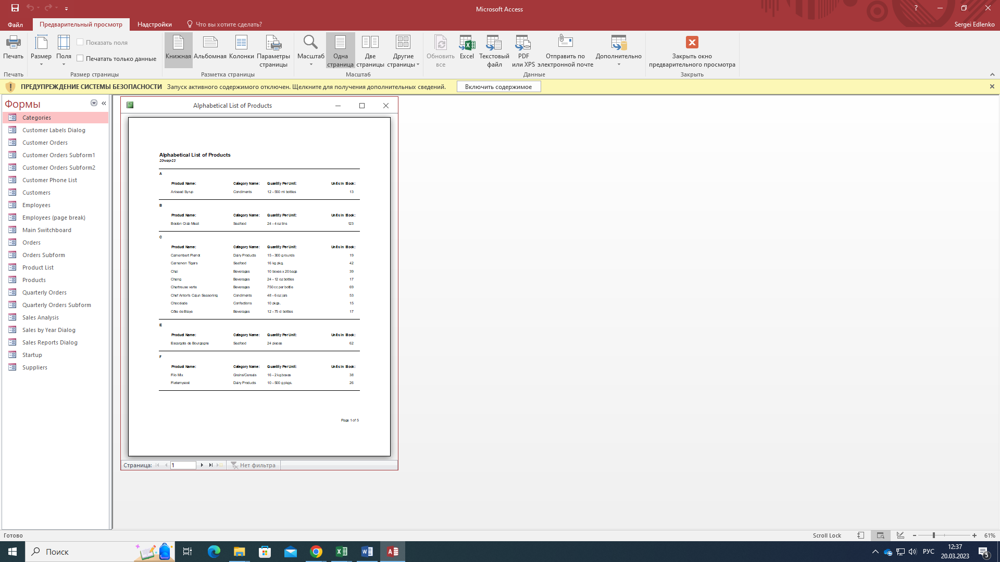 Microsoft Access
?
Файл
Предварительный просмотр
Надстройки
Что вы хотите сделать?
Sergei Edlenko
Печать
Размер
Поля
Показать поля
Печатать только данные
Книжная
Альбомная
Колонки
Параметры страницы
Масштаб
Одна страница
Две страницы
Другие страницы
Обновить все
Excel
Текстовый файл
PDF или XPS
Отправить по электронной почте
Дополнительно
Закрыть окно предварительного просмотра
Печать
Размер страницы
Разметка страницы
Масштаб
Данные
Закрыть
ПРЕДУПРЕЖДЕНИЕ СИСТЕМЫ БЕЗОПАСНОСТИ Запуск активного содержимого отключен. Щелкните для получения дополнительных сведений.
Включить содержимое
Формы
Categories
Customer Labels Dialog
Customer Orders
Customer Orders Subform1
Customer Orders Subform2
Customer Phone List
Customers
Employees
Employees (page break)
Main Switchboard
Orders
Orders Subform
Product List
Products
Quarterly Orders
Quarterly Orders Subform
Sales Analysis
Sales by Year Dialog
Sales Reports Dialog
Startup
Suppliers
Alphabetical List of Products
Alphabetical List of Products
20-мар-23
A
Product Name: Category Name: Quantity Per Unit: Units In Stock:
Aniseed Syrup Condiments 12 - 550 ml bottles 13
B
Product Name: Category Name: Quantity Per Unit: Units In Stock:
Boston Crab Meat Seafood 24 - 4 oz tins 123
C
Product Name: Category Name: Quantity Per Unit: Units In Stock:
Camembert Pierrot Dairy Products 15 - 300 g rounds 19
Carnarvon Tigers Seafood 16 kg pkg. 42
Chai Beverages 10 boxes x 20 bags 39
Chang Beverages 24 - 12 oz bottles 17
Chartreuse verte Beverages 750 cc per bottle 69
Chef Anton's Cajun Seasoning Condiments 48 - 6 oz jars 53
Chocolade Confections 10 pkgs. 15
Côte de Blaye Beverages 12 - 75 cl bottles 17
E
Product Name: Category Name: Quantity Per Unit: Units In Stock:
Escargots de Bourgogne Seafood 24 pieces 62
F
Product Name: Category Name: Quantity Per Unit: Units In Stock:
Filo Mix Grains/Cereals 16 - 2 kg boxes 38
Fløtemysost Dairy Products 10 - 500 g pkgs. 26
Page 1 of 5
Страница: 1
Нет фильтра
Готово
Scroll Lock
61%
Поиск
РУС
12:37
20.03.2023
5